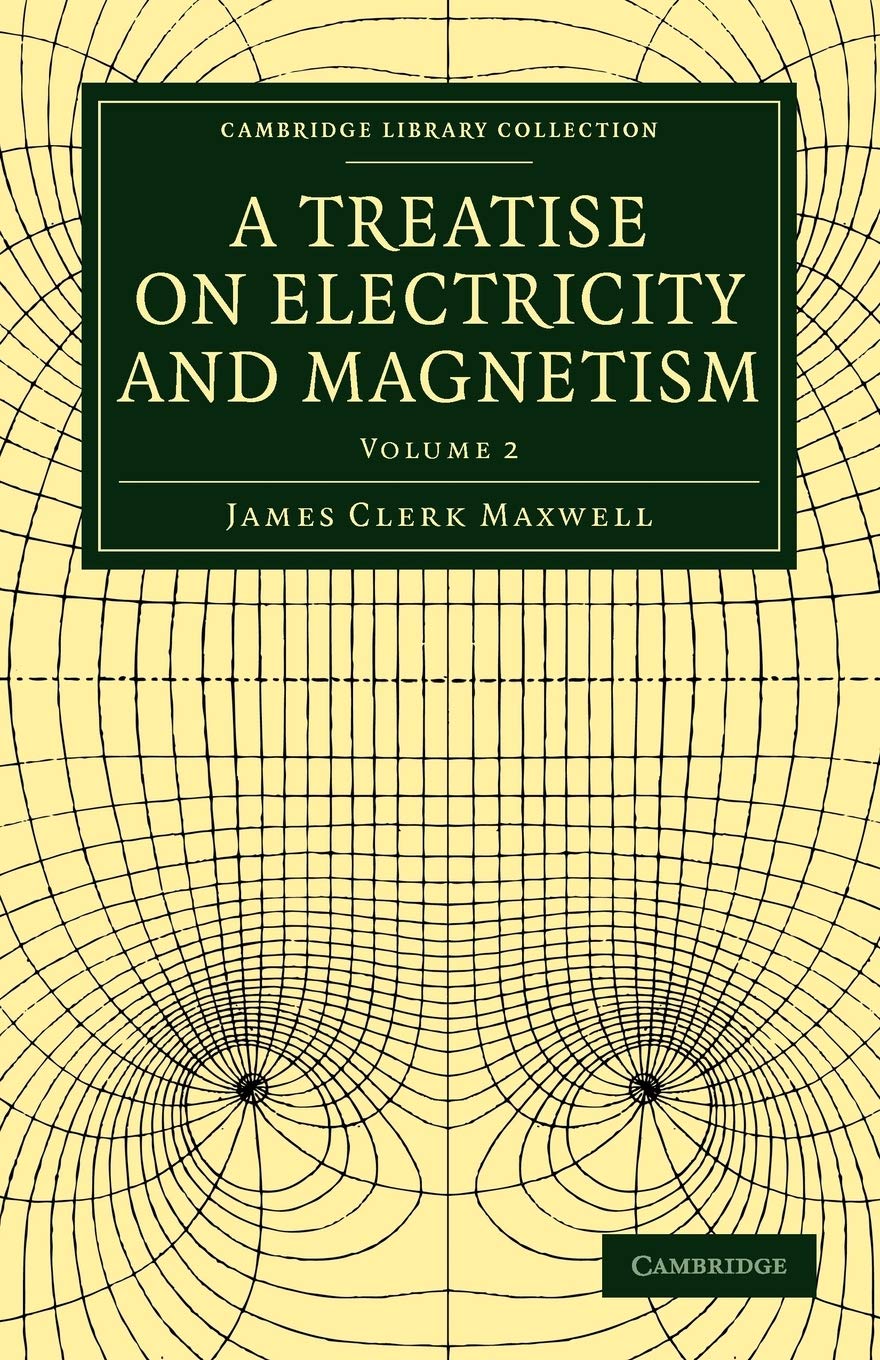 CAMBRIDGE LIBRARY COLLECTION
A TREATISE
ON ELECTRICITY
AND MAGNETISM
VOLUME 2
JAMES CLERK MAXWELL
CAMBRIDGE